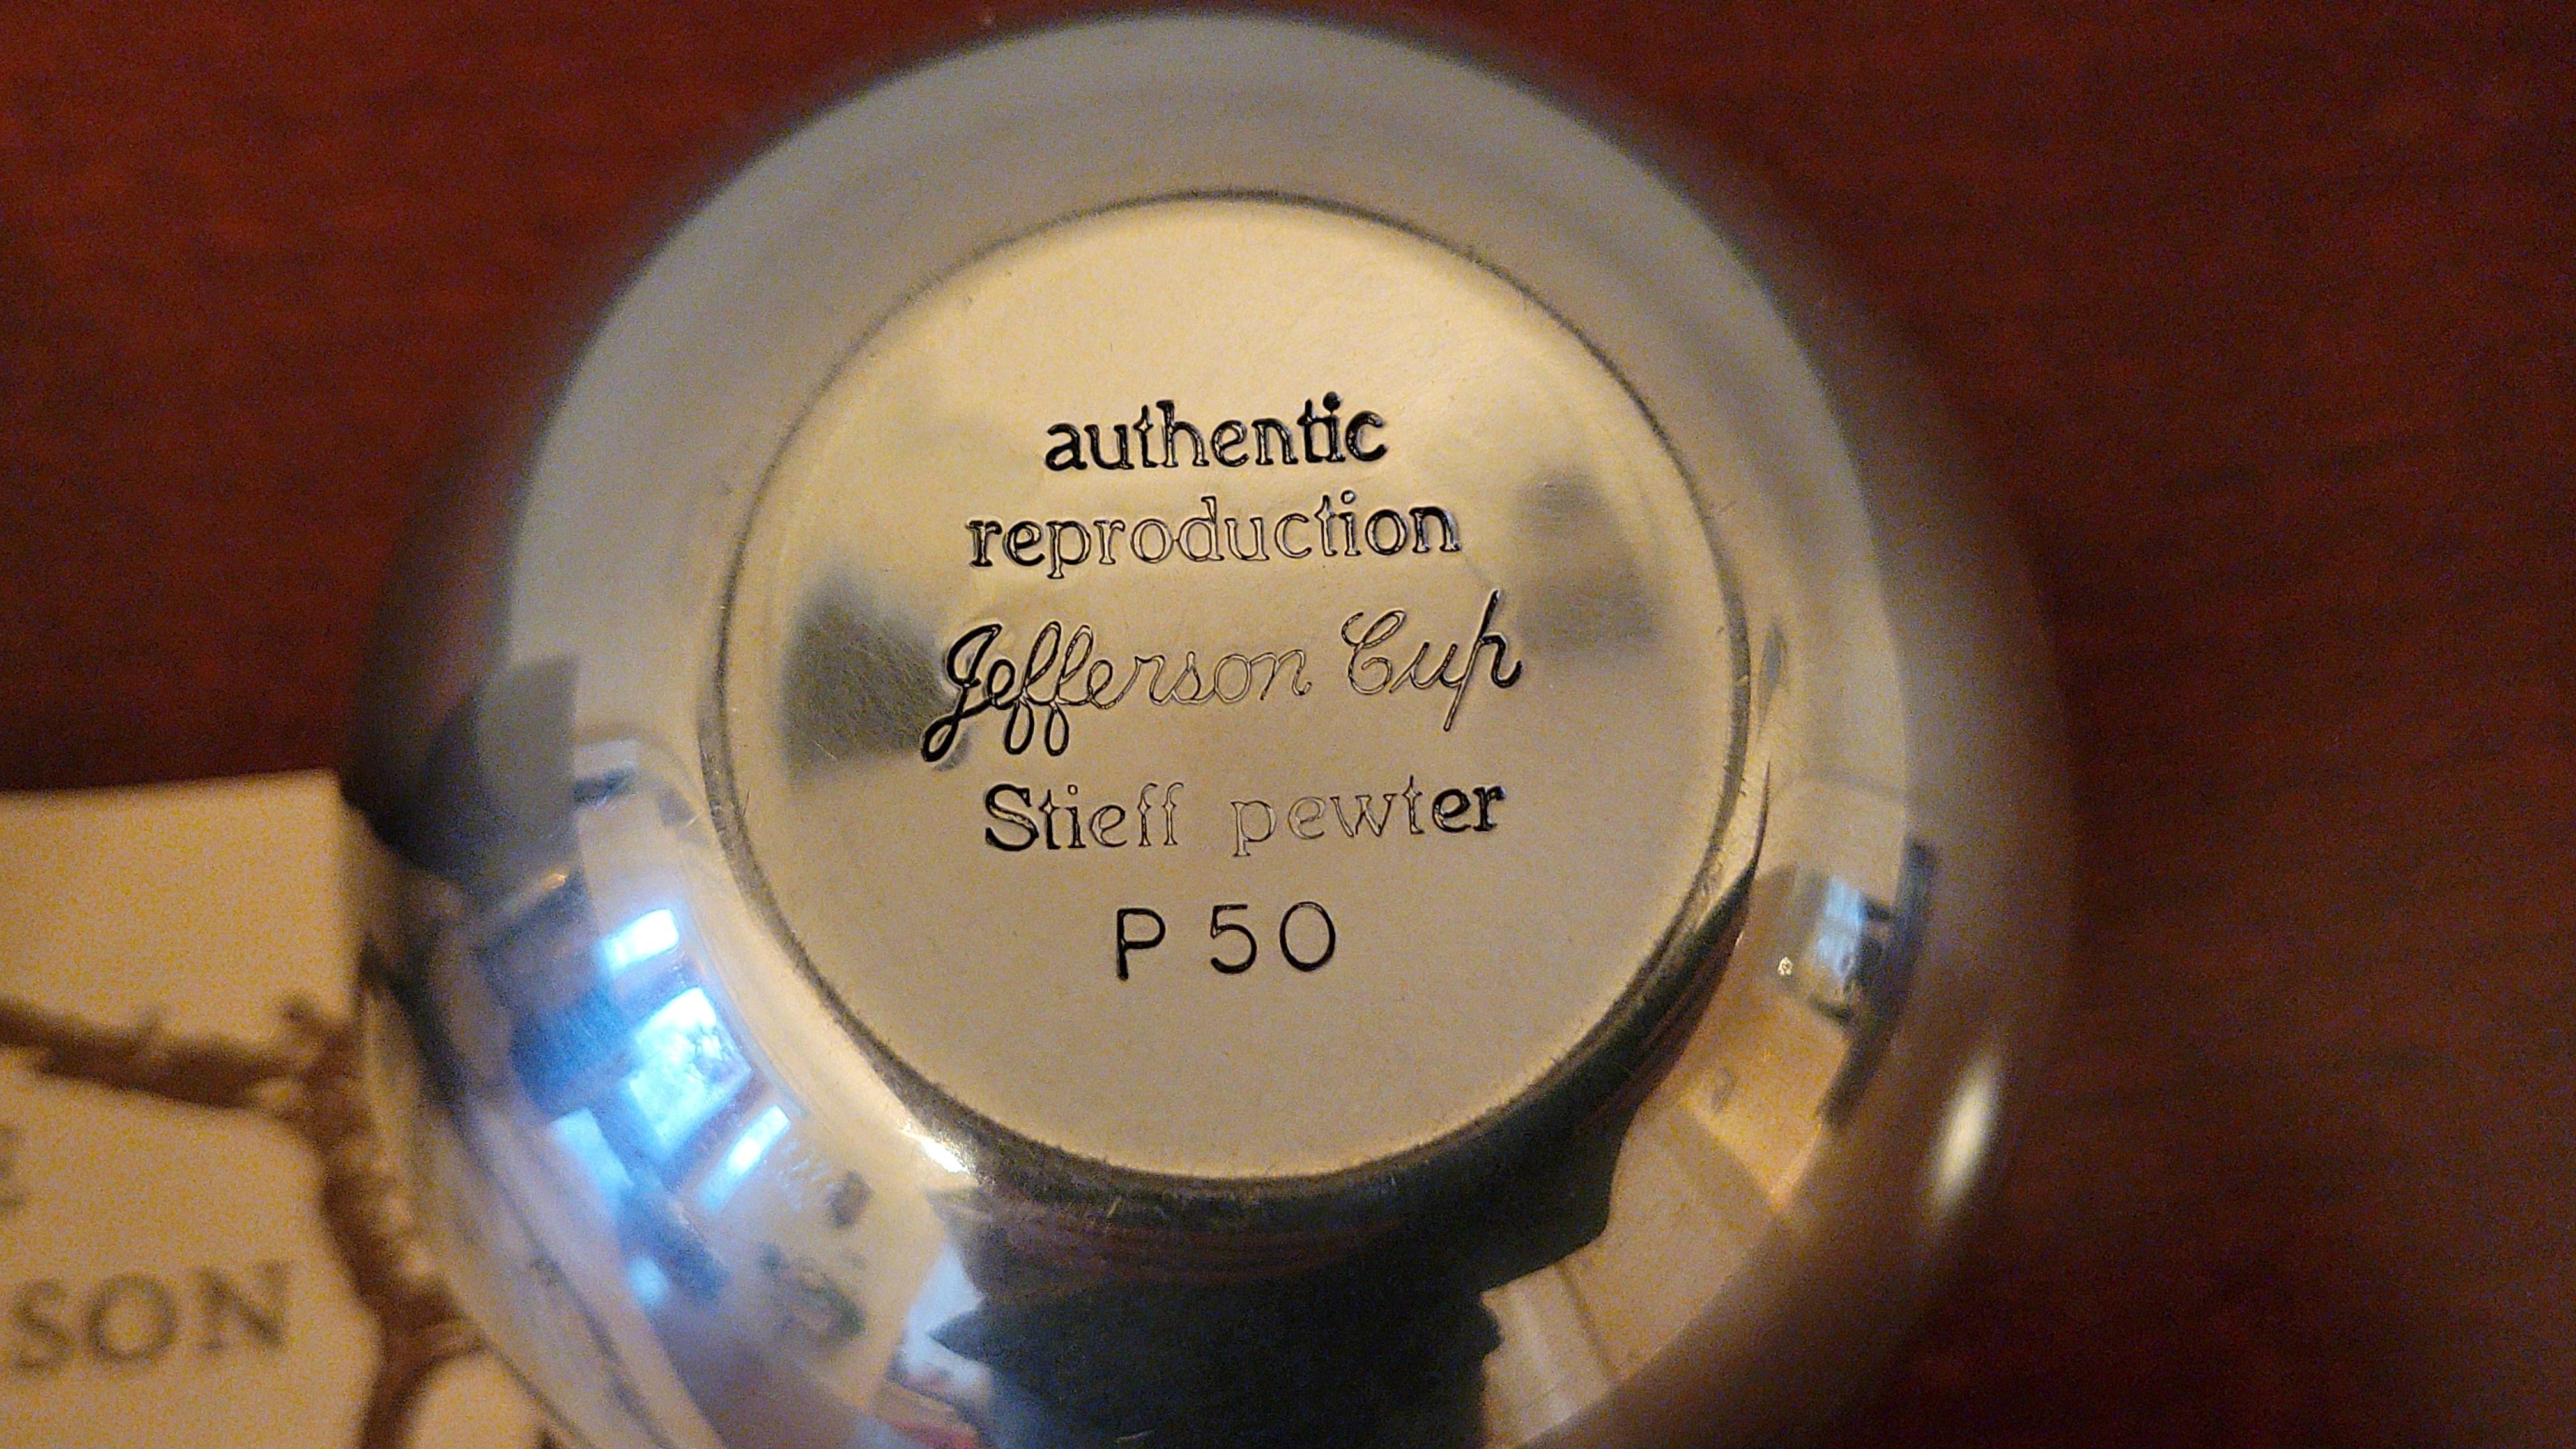 authentic
reproduction
Jefferson Cup
Stieff pewter
P 50
SON